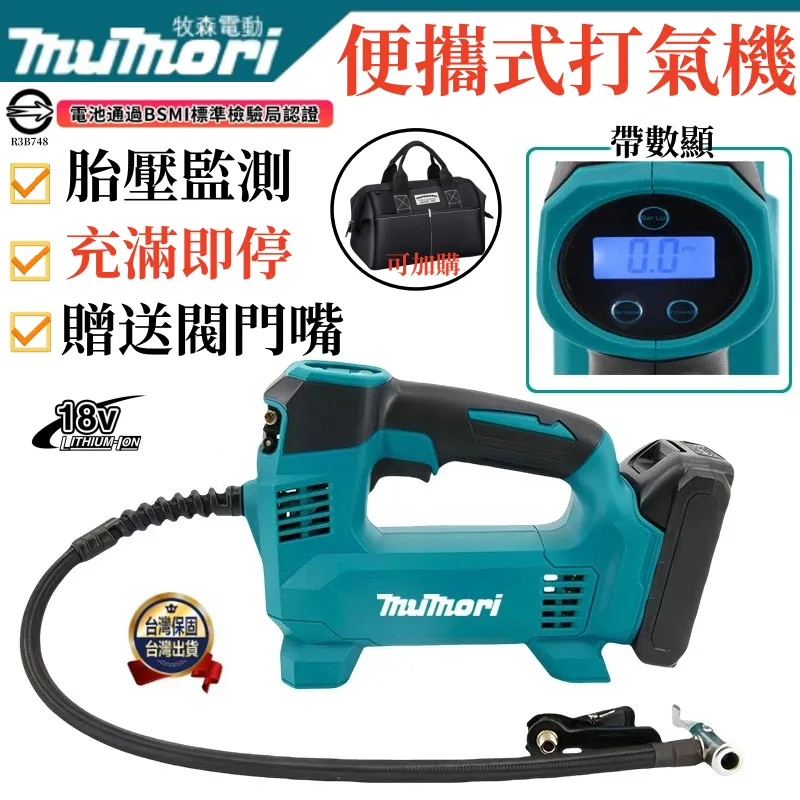 牧森電動
mumori
便攜式打氣機
電池通過BSMI標準檢驗局認證
R3B748
胎壓監測
充滿即停
贈送閥門嘴
可加購
帶數顯
Set Up
0.0
18v
LITHIUM-ION
mumori
台灣保固
台灣出貨